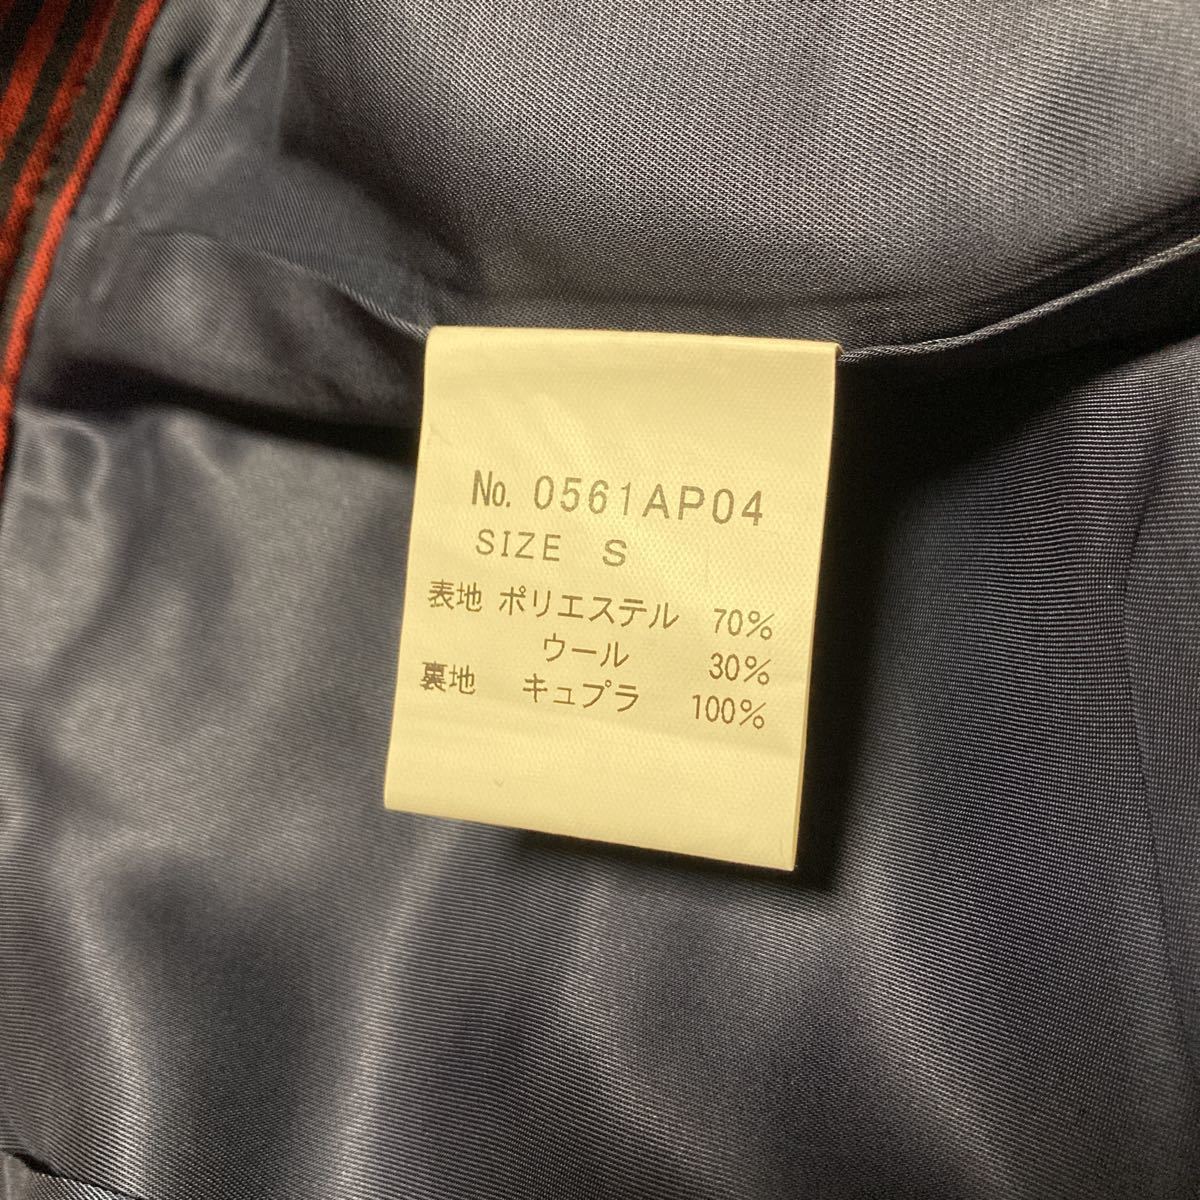 № 0561AP04
SIZE S
表地 ポリエステル 70%
ウール 30%
裏地 キュプラ 100%